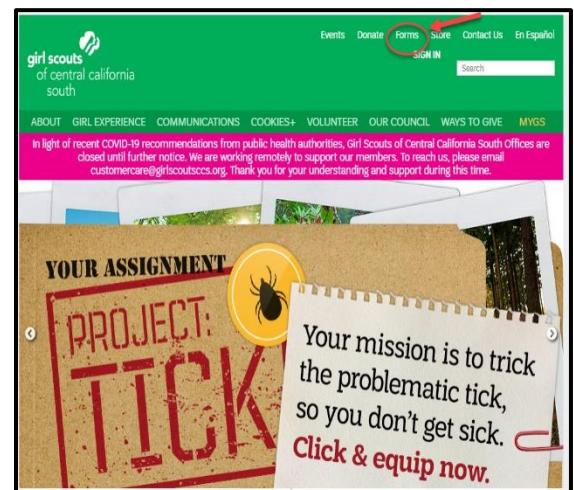 Events Donate Forms Store Contact Us En Español
SIGN IN
Search
girl scouts
of central california
south
ABOUT GIRL EXPERIENCE COMMUNICATIONS COOKIES+ VOLUNTEER OUR COUNCIL WAYS TO GIVE MYGS
In light of recent COVID-19 recommendations from public health authorities, Girl Scouts of Central California South Offices are
closed until further notice. We are working remotely to support our members. To reach us, please email
customercare@girlscoutsccs.org. Thank you for your understanding and support during this time.
YOUR ASSIGNMENT
PROJECT:
TICK
Your mission is to trick
the problematic tick,
so you don't get sick.
Click & equip now.